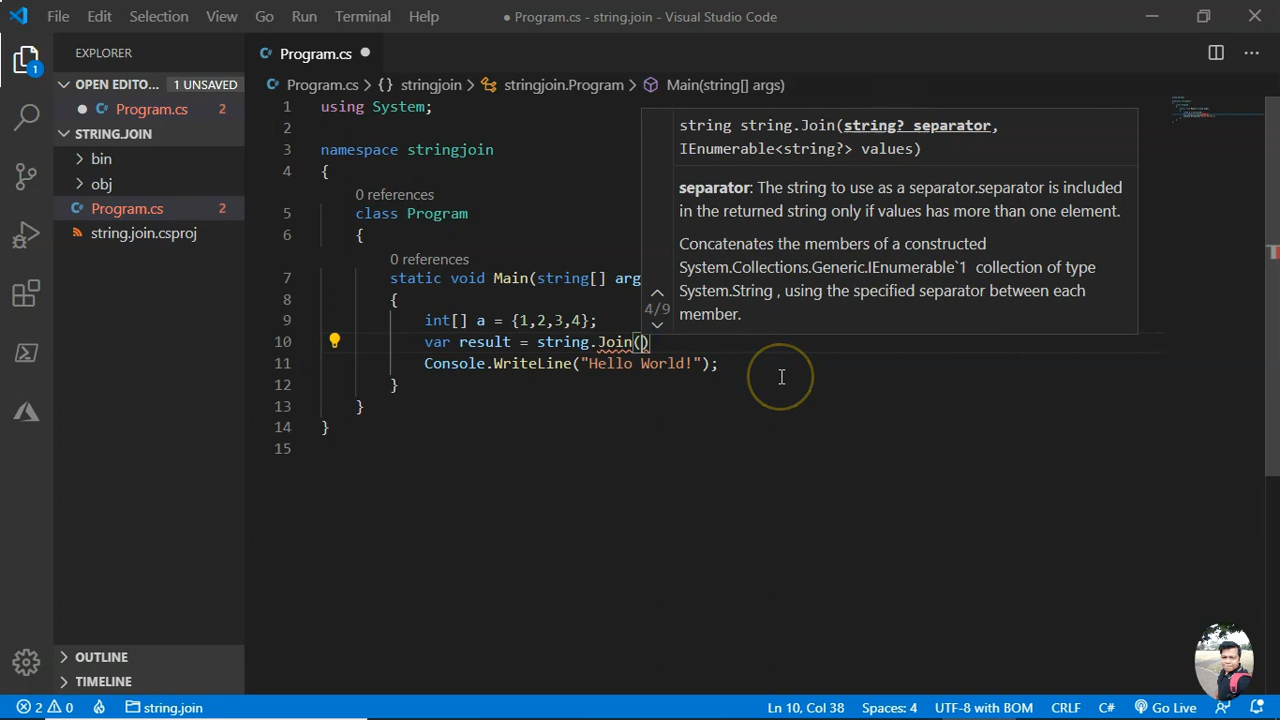 File Edit Selection View Go Run Terminal Help
● Program.cs - string.join - Visual Studio Code
EXPLORER
OPEN EDITO... 1 UNSAVED
● Program.cs 2
STRING.JOIN
bin
obj
Program.cs 2
string.join.csproj
OUTLINE
TIMELINE
1
Program.cs ●
Program.cs > {} stringjoin > stringjoin.Program > Main(string[] args)
1 using System;
2
3 namespace stringjoin
4 {
0 references
5 class Program
6 {
0 references
7 static void Main(string[] arg
8 {
9 int[] a = {1,2,3,4};
10 var result = string.Join()
11 Console.WriteLine("Hello World!");
12 }
13 }
14 }
15
4/9
string string.Join(string? separator,
IEnumerable<string?> values)
separator: The string to use as a separator.separator is included
in the returned string only if values has more than one element.
Concatenates the members of a constructed
System.Collections.Generic.IEnumerable`1 collection of type
System.String , using the specified separator between each
member.
2 0 string.join Ln 10, Col 38 Spaces: 4 UTF-8 with BOM CRLF C# Go Live